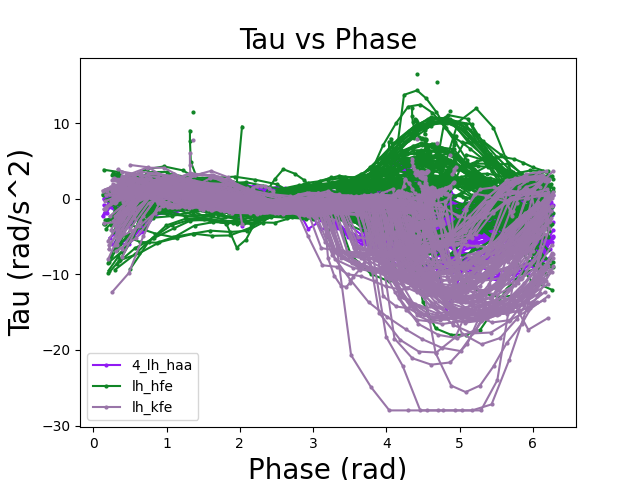 Tau vs Phase
Tau (rad/s^2)
10
0
−10
−20
−30
4_lh_haa
lh_hfe
lh_kfe
0 1 2 3 4 5 6
Phase (rad)